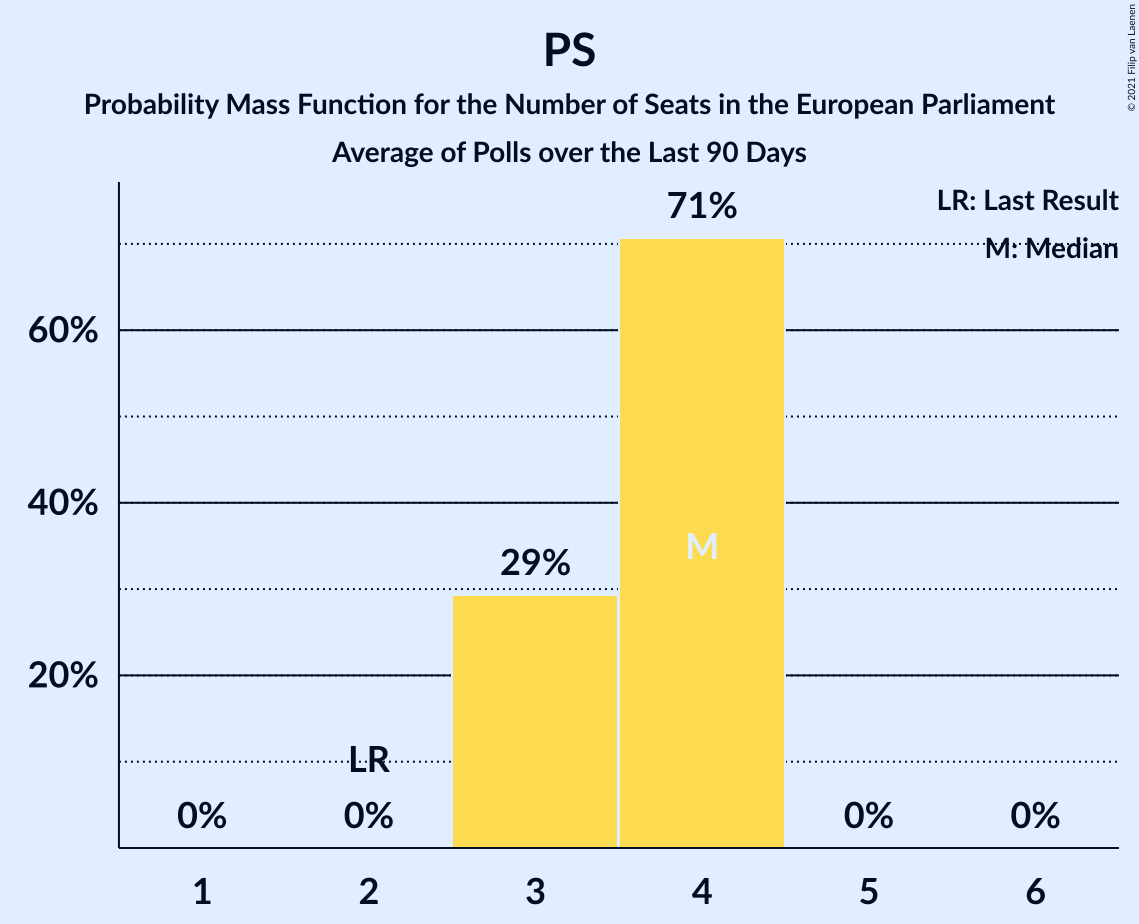 PS
Probability Mass Function for the Number of Seats in the European Parliament
Average of Polls over the Last 90 Days
© 2021 Filip van Laenen
LR: Last Result
M: Median
71%
60%
40%
M
29%
20%
LR
0%
0%
0%
0%
1
2
3
4
5
6